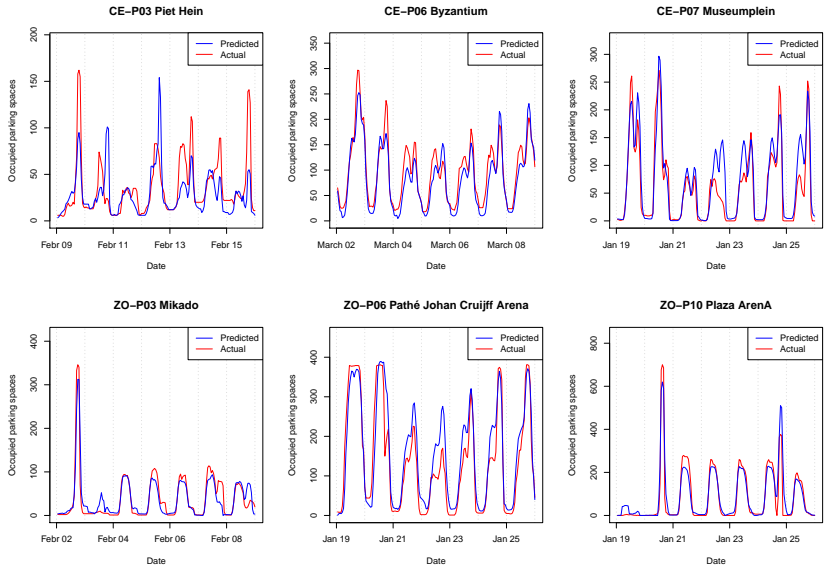 CE−P03 Piet Hein
Predicted
Actual
Occupied parking spaces
0
50
100
150
200
Febr 09
Febr 11
Febr 13
Febr 15
Date
CE−P06 Byzantium
Predicted
Actual
Occupied parking spaces
0
50
100
150
200
250
300
350
March 02
March 04
March 06
March 08
Date
CE−P07 Museumplein
Predicted
Actual
Occupied parking spaces
0
50
100
150
200
250
300
Jan 19
Jan 21
Jan 23
Jan 25
Date
ZO−P03 Mikado
Predicted
Actual
Occupied parking spaces
0
100
200
300
400
Febr 02
Febr 04
Febr 06
Febr 08
Date
ZO−P06 Pathé Johan Cruijff Arena
Predicted
Actual
Occupied parking spaces
0
100
200
300
400
Jan 19
Jan 21
Jan 23
Jan 25
Date
ZO−P10 Plaza ArenA
Predicted
Actual
Occupied parking spaces
0
200
400
600
800
Jan 19
Jan 21
Jan 23
Jan 25
Date